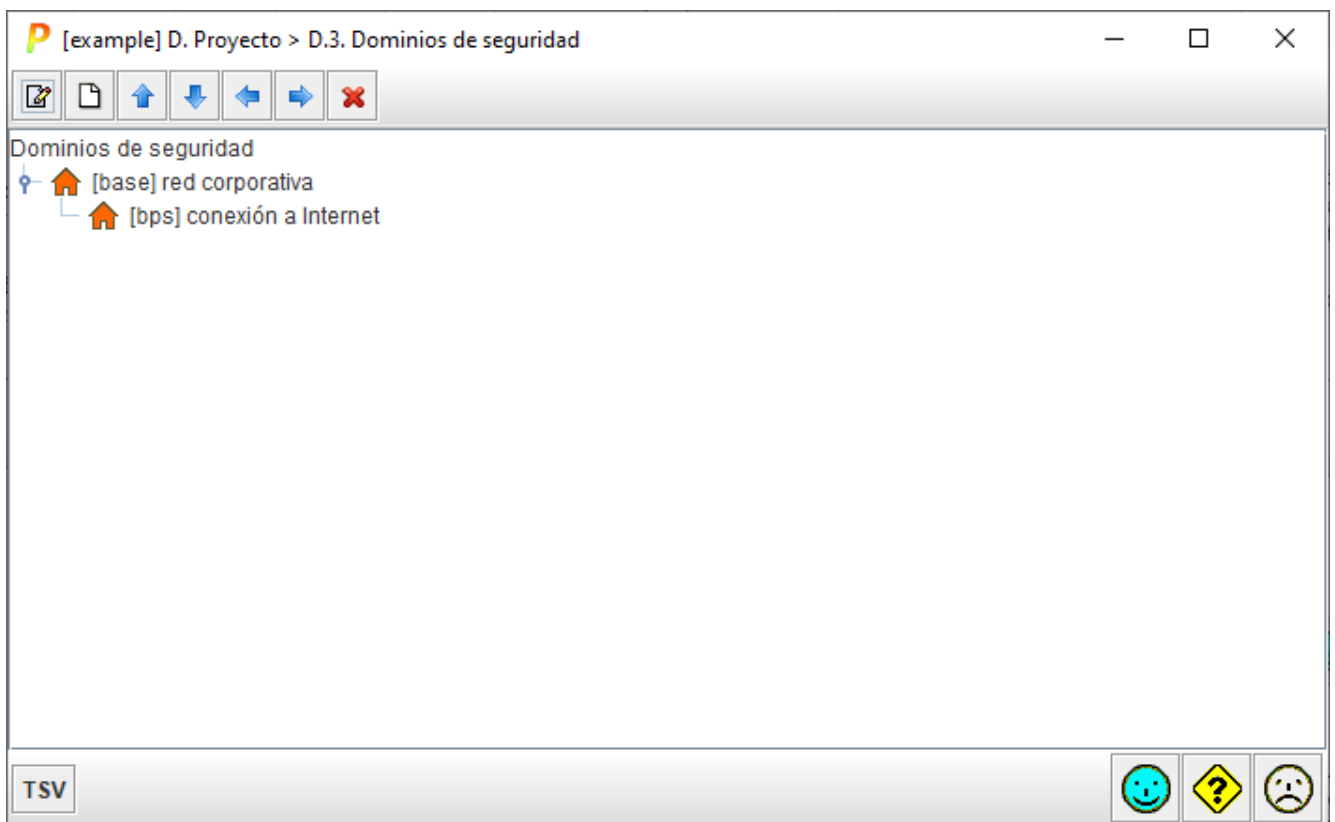 [example] D. Proyecto > D.3. Dominios de seguridad
Dominios de seguridad
[base] red corporativa
[bps] conexión a Internet
TSV
?